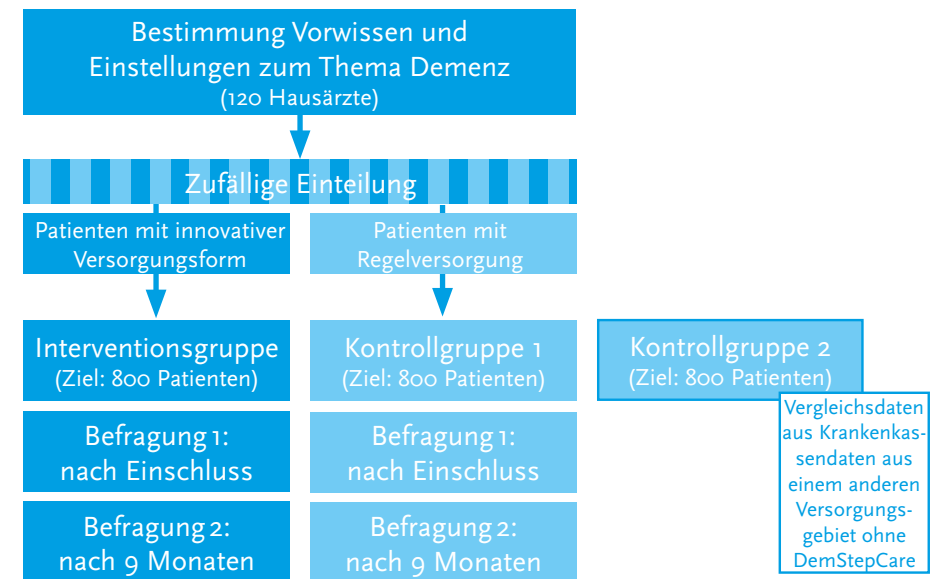 Bestimmung Vorwissen und
Einstellungen zum Thema Demenz
(120 Hausärzte)
Zufällige Einteilung
Patienten mit innovativer
Versorgungsform
Patienten mit
Regelversorgung
Interventionsgruppe
(Ziel: 800 Patienten)
Kontrollgruppe 1
(Ziel: 800 Patienten)
Kontrollgruppe 2
(Ziel: 800 Patienten)
Vergleichsdaten
aus Krankenkas-
sendaten aus
einem anderen
Versorgungs-
gebiet ohne
DemStepCare
Befragung 1:
nach Einschluss
Befragung 1:
nach Einschluss
Befragung 2:
nach 9 Monaten
Befragung 2:
nach 9 Monaten